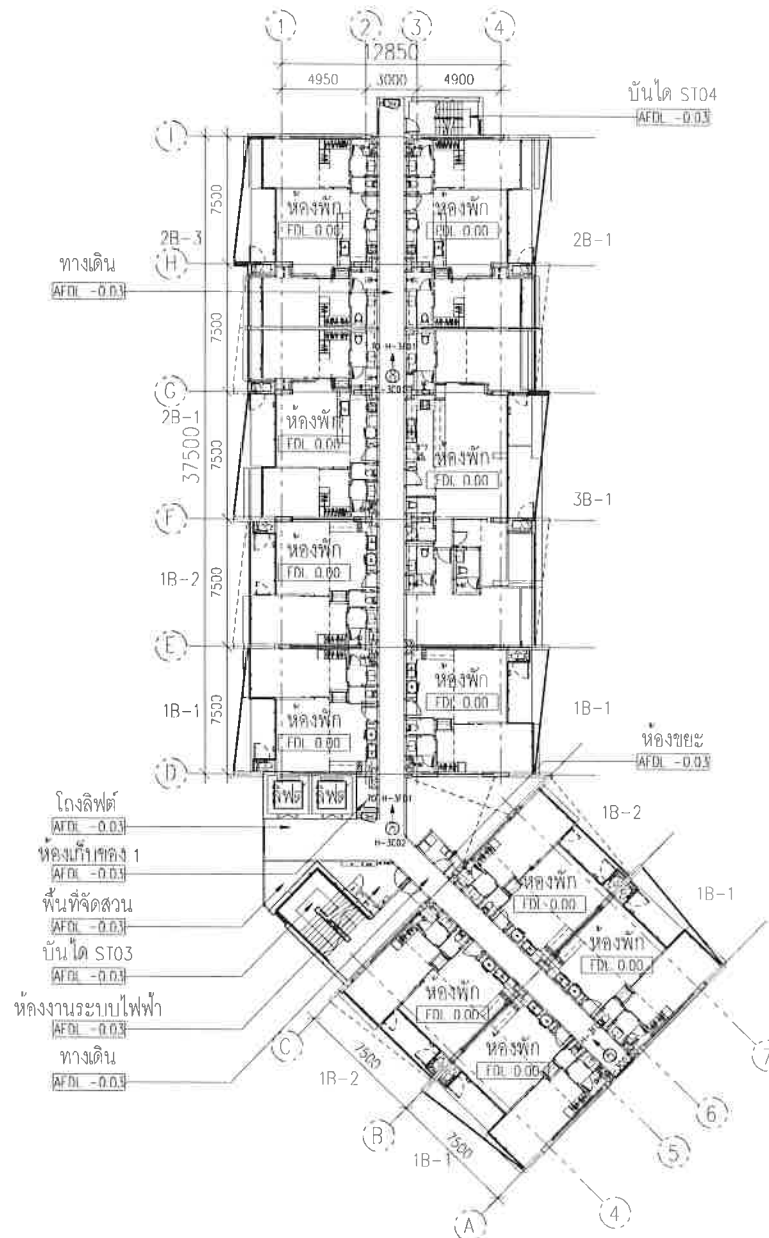 1
2
3
4
12850
4950
3000
4900
บันได ST04
AFDL -0.03
I
7500
ห้องพัก
FDL 0.00
ห้องพัก
FDL 0.00
2B-3
2B-1
H
ทางเดิน
AFDL -0.03
7500
TO H-3F01
G
2B-1
37500
ห้องพัก
FDL 0.00
ห้องพัก
FDL 0.00
7500
3B-1
F
ห้องพัก
FDL 0.00
1B-2
7500
E
ห้องพัก
FDL 0.00
1B-1
7500
ห้องพัก
FDL 0.00
1B-1
ห้องขยะ
AFDL -0.03
D
ลิฟต์
ลิฟต์
โถงลิฟต์
AFDL -0.03
TO H-3F01
H-3C02
1B-2
ห้องเก็บของ 1
AFDL -0.03
1B-1
ห้องพัก
FDL 0.00
พื้นที่จัดสวน
AFDL -0.03
ห้องพัก
FDL 0.00
บันได ST03
AFDL -0.03
ห้องพัก
FDL 0.00
ห้องงานระบบไฟฟ้า
AFDL -0.03
ห้องพัก
FDL 0.00
ทางเดิน
AFDL -0.03
C
7500
1B-2
7
6
B
7500
1B-1
5
4
A